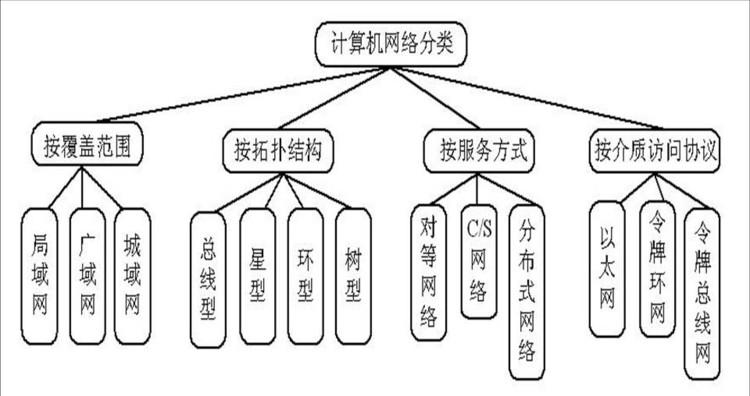 计算机网络分类
按覆盖范围
按拓扑结构
按服务方式
按介质访问协议
局域网
广域网
城域网
总线型
星型
环型
树型
对等网络
C/S网络
分布式网络
以太网
令牌环网
令牌总线网